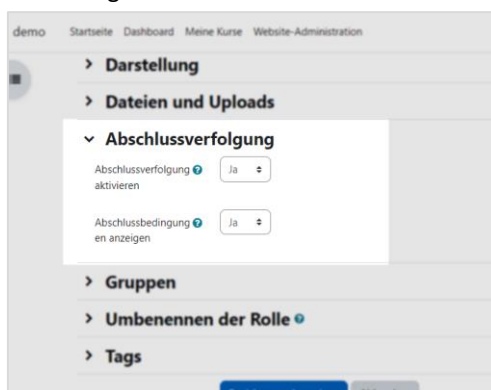 demo Startseite Dashboard Meine Kurse Website-Administration
Darstellung
Dateien und Uploads
Abschlussverfolgung
Abschlussverfolgung
aktivieren
Ja
Abschlussbedingung
en anzeigen
Ja
Gruppen
Umbenennen der Rolle
Tags